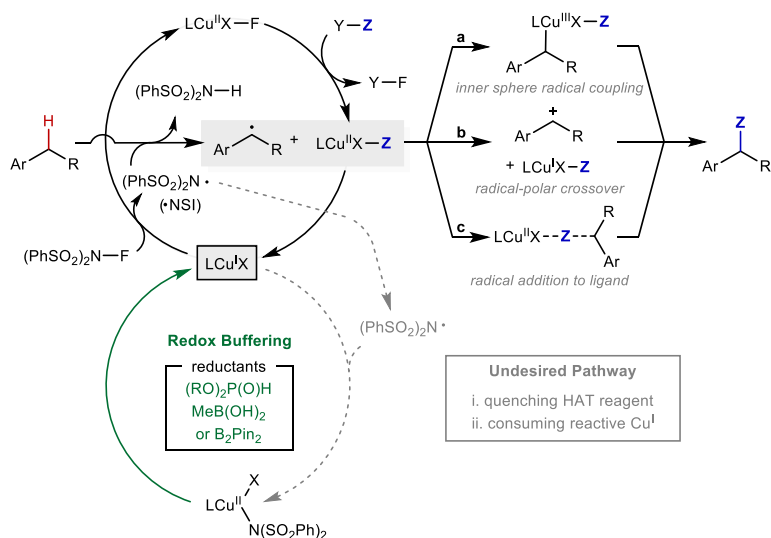 LCuᴵᴵX—F
Y—Z
Y—F
(PhSO₂)₂N—H
H
Ar
R
(PhSO₂)₂N•
(•NSI)
(PhSO₂)₂N—F
•
Ar
R
+
LCuᴵᴵX—Z
LCuᴵX
a
LCuᴵᴵᴵX—Z
Ar
R
inner sphere radical coupling
b
+
Ar
R
+ LCuᴵX—Z
radical-polar crossover
c
LCuᴵᴵX---Z---
R
Ar
radical addition to ligand
Z
Ar
R
(PhSO₂)₂N•
Redox Buffering
reductants
(RO)₂P(O)H
MeB(OH)₂
or B₂Pin₂
Undesired Pathway
i. quenching HAT reagent
ii. consuming reactive Cuᴵ
X
LCuᴵᴵ
N(SO₂Ph)₂